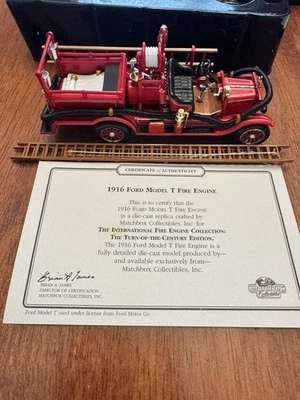 CERTIFICATE of AUTHENTICITY
1916 FORD MODEL T FIRE ENGINE
This is to certify that the
1916 FORD MODEL T FIRE ENGINE
is a die-cast replica crafted by
Matchbox Collectibles, Inc. for
THE INTERNATIONAL FIRE ENGINE COLLECTION:
THE TURN-OF-THE-CENTURY EDITION.
The 1916 Ford Model T Fire Engine is a
fully detailed die-cast model produced by—
and available exclusively from—
Matchbox Collectibles, Inc.
Brian A. James
BRIAN A. JAMES
DIRECTOR OF CERTIFICATION
MATCHBOX COLLECTIBLES, INC.
Ford Model T used under license from Ford Motor Co